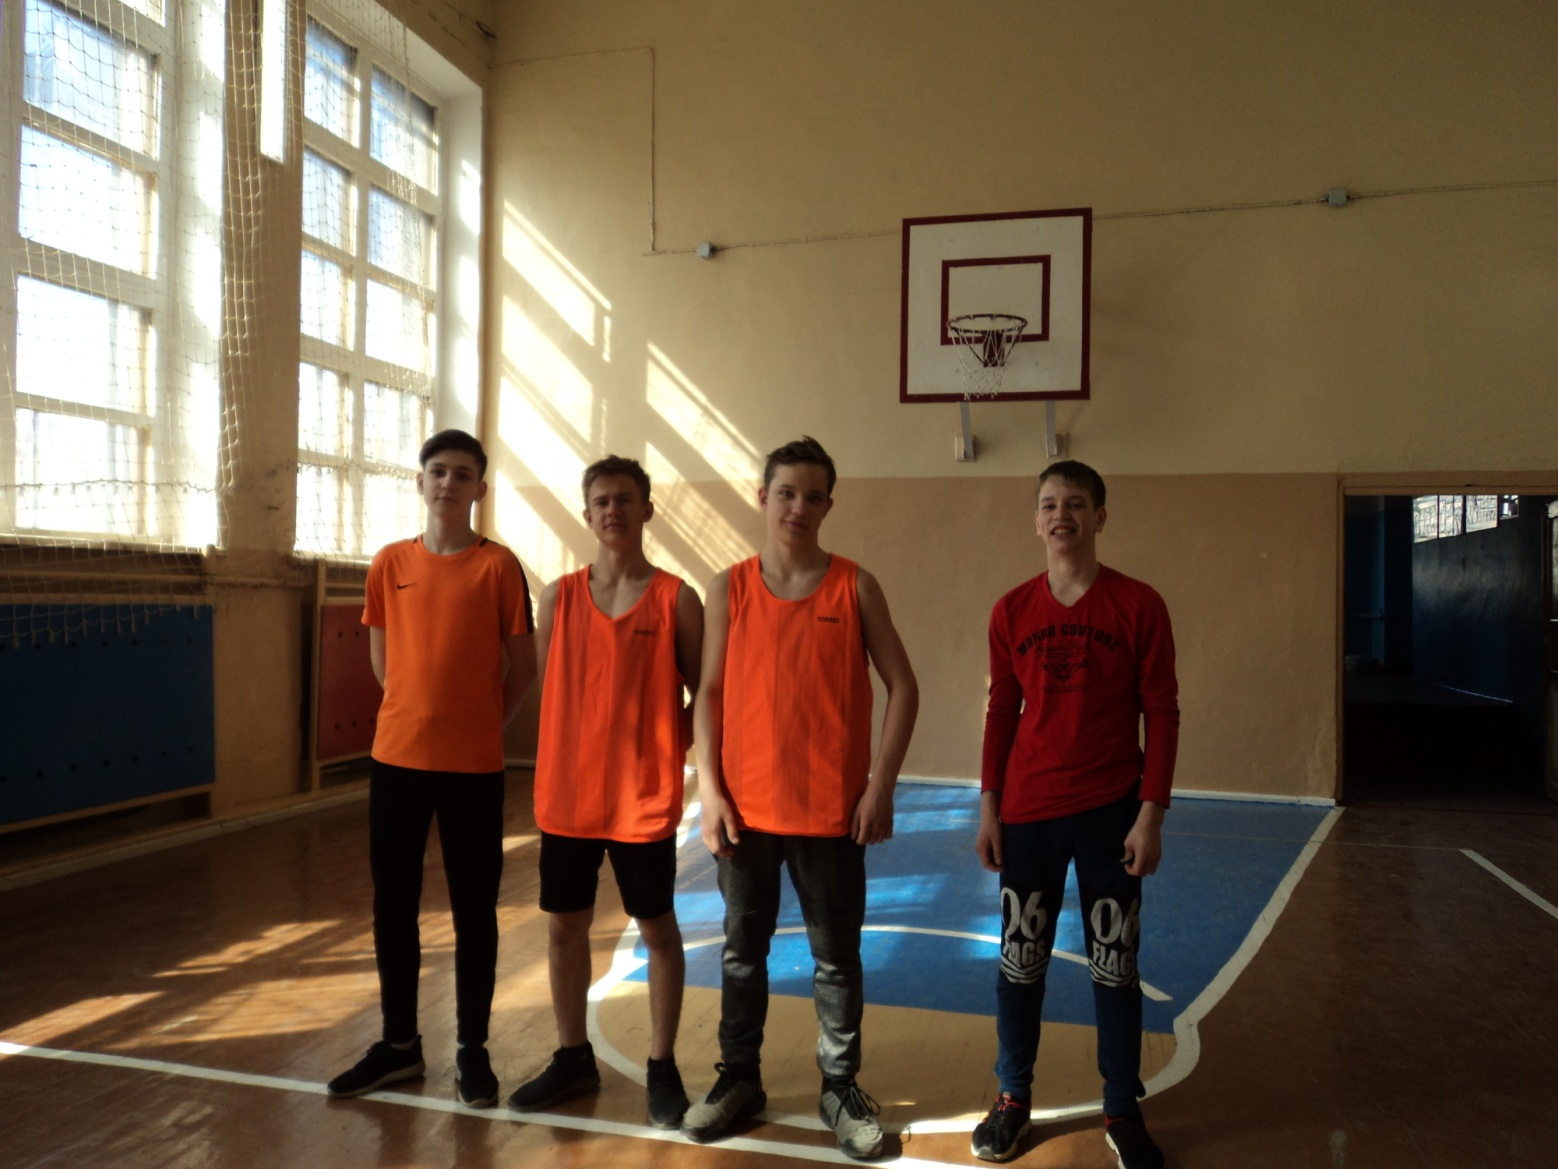 TORRES
TORRES
MONDO COUTURE
06
FLAGS
06
FLAGS